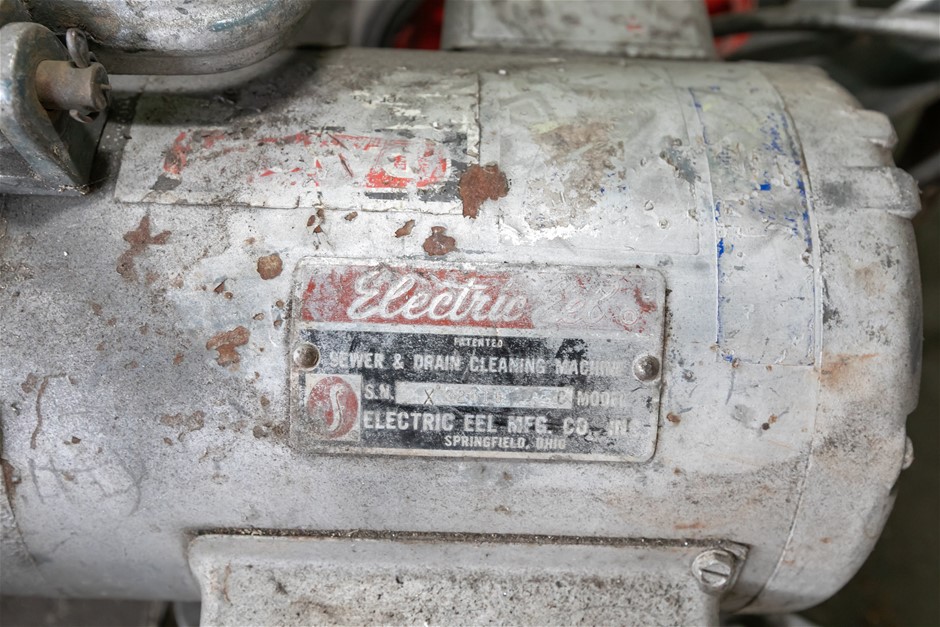 Electric Eel
PATENTED
SEWER & DRAIN CLEANING MACHINE
S.N. MODEL
ELECTRIC EEL MFG. CO., INC.
SPRINGFIELD, OHIO